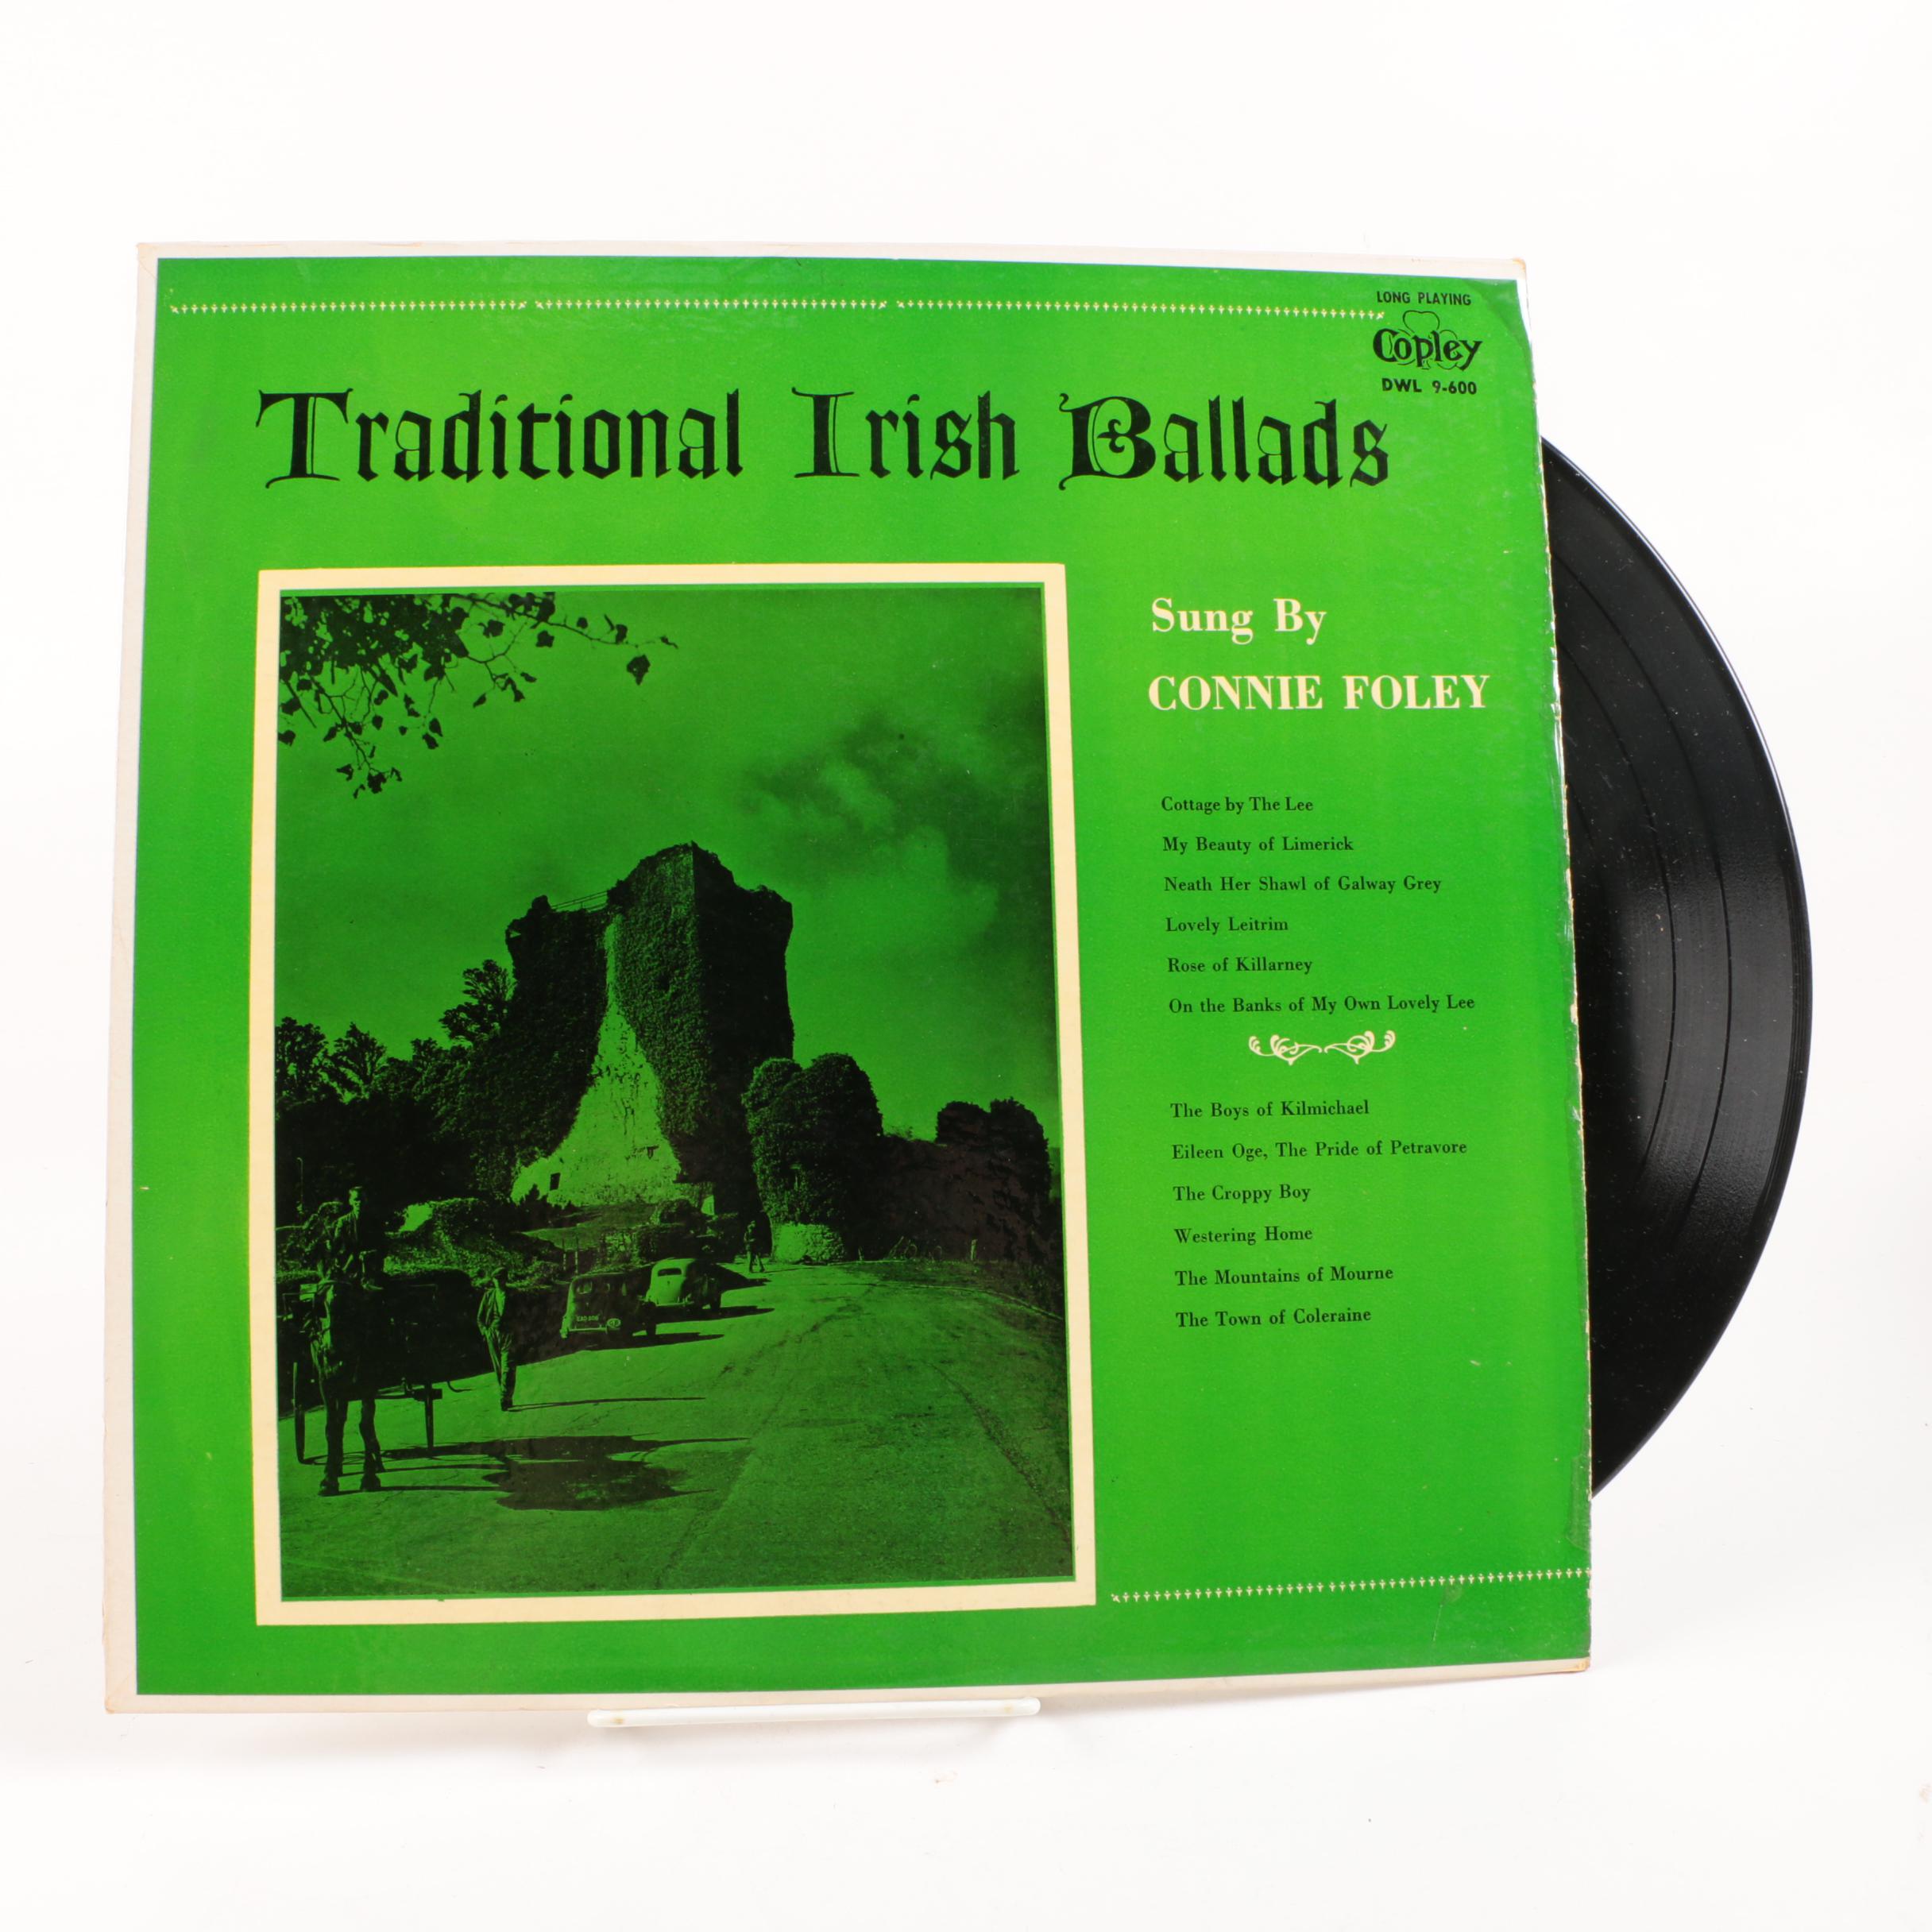 LONG PLAYING
Copley
DWL 9-600
Traditional Irish Ballads
Sung By
CONNIE FOLEY
Cottage by The Lee
My Beauty of Limerick
Neath Her Shawl of Galway Grey
Lovely Leitrim
Rose of Killarney
On the Banks of My Own Lovely Lee
The Boys of Kilmichael
Eileen Oge, The Pride of Petravore
The Croppy Boy
Westering Home
The Mountains of Mourne
The Town of Coleraine